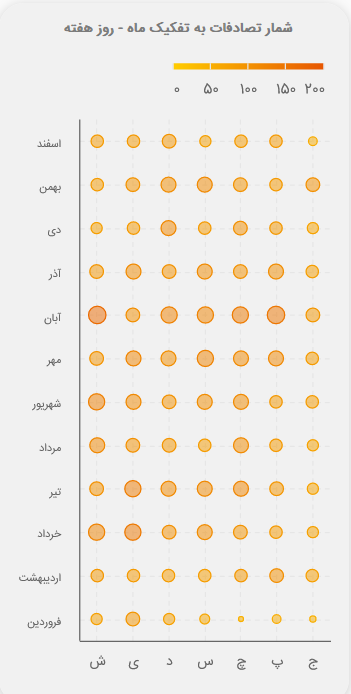 شمار تصادفات به تفکیک ماه - روز هفته
۰ ۵۰ ۱۰۰ ۱۵۰ ۲۰۰
اسفند
بهمن
دی
آذر
آبان
مهر
شهریور
مرداد
تیر
خرداد
اردیبهشت
فروردین
ش ی د س چ پ ج